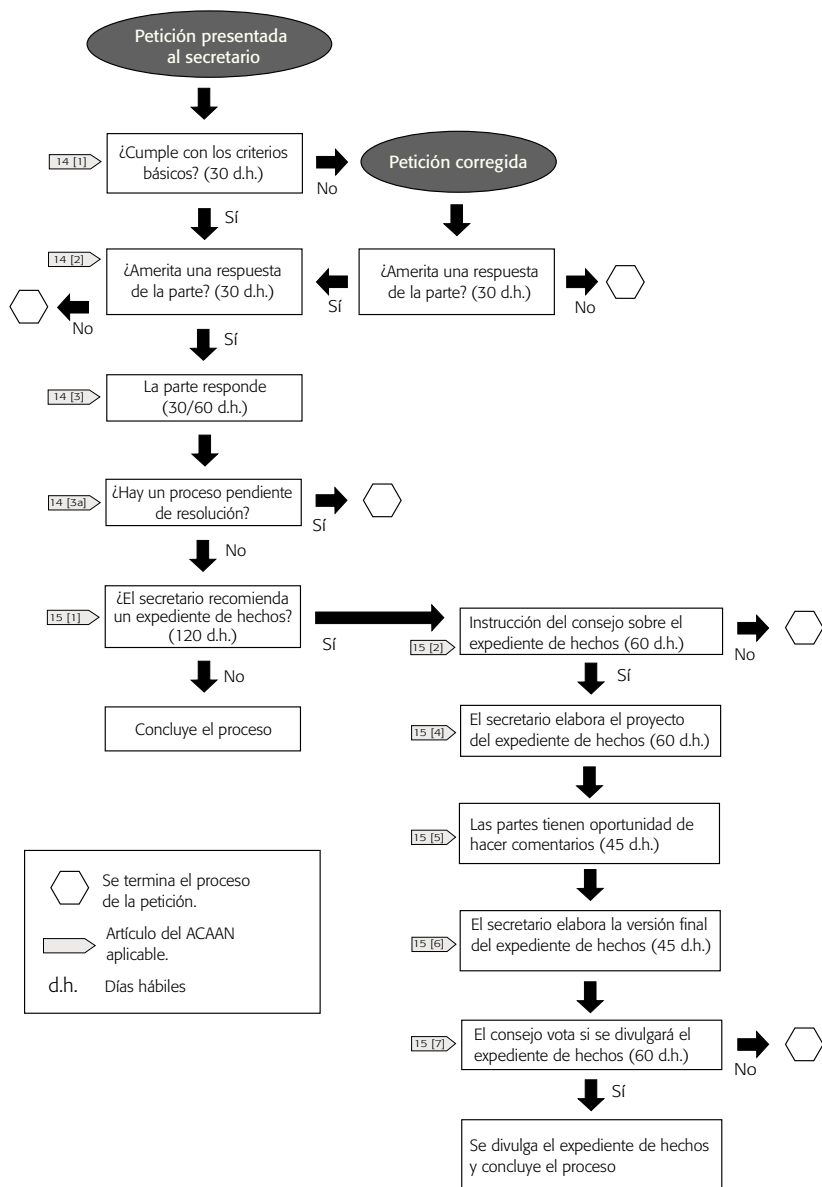 Petición presentada
al secretario
14 [1]
¿Cumple con los criterios
básicos? (30 d.h.)
No
Petición corregida
Sí
14 [2]
¿Amerita una respuesta
de la parte? (30 d.h.)
Sí
¿Amerita una respuesta
de la parte? (30 d.h.)
No
No
Sí
14 [3]
La parte responde
(30/60 d.h.)
14 [3a]
¿Hay un proceso pendiente
de resolución?
Sí
No
15 [1]
¿El secretario recomienda
un expediente de hechos?
(120 d.h.)
Sí
15 [2]
Instrucción del consejo sobre el
expediente de hechos (60 d.h.)
No
No
Sí
Concluye el proceso
15 [4]
El secretario elabora el proyecto
del expediente de hechos (60 d.h.)
15 [5]
Las partes tienen oportunidad de
hacer comentarios (45 d.h.)
15 [6]
El secretario elabora la versión final
del expediente de hechos (45 d.h.)
15 [7]
El consejo vota si se divulgará el
expediente de hechos (60 d.h.)
No
Sí
Se divulga el expediente de hechos
y concluye el proceso
Se termina el proceso
de la petición.
Artículo del ACAAN
aplicable.
d.h. Días hábiles